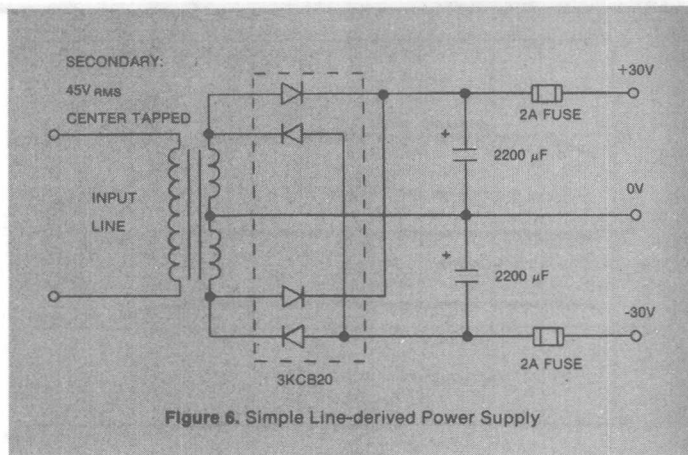 SECONDARY:
45V RMS
CENTER TAPPED
INPUT
LINE
3KCB20
+
2200 µF
+
2200 µF
2A FUSE
2A FUSE
+30V
0V
-30V
Figure 6. Simple Line-derived Power Supply